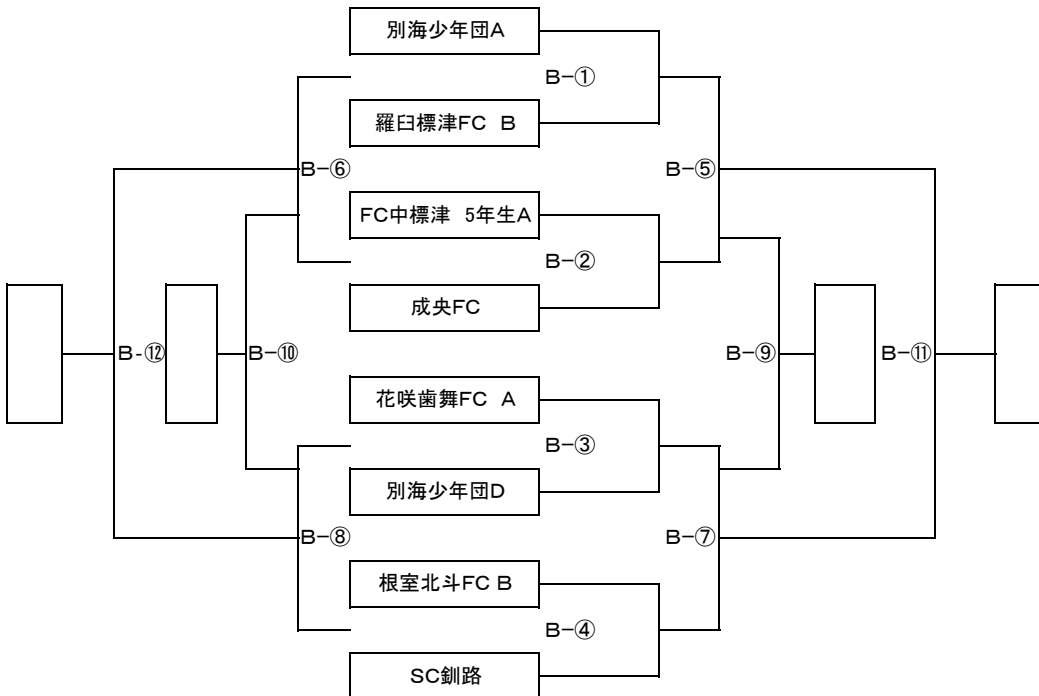 別海少年団A
B-①
羅臼標津FC B
B-⑥
B-⑤
FC中標津 5年生A
B-②
成央FC
B-⑫
B-⑩
B-⑨
B-⑪
花咲歯舞FC A
B-③
別海少年団D
B-⑧
B-⑦
根室北斗FC B
B-④
SC釧路